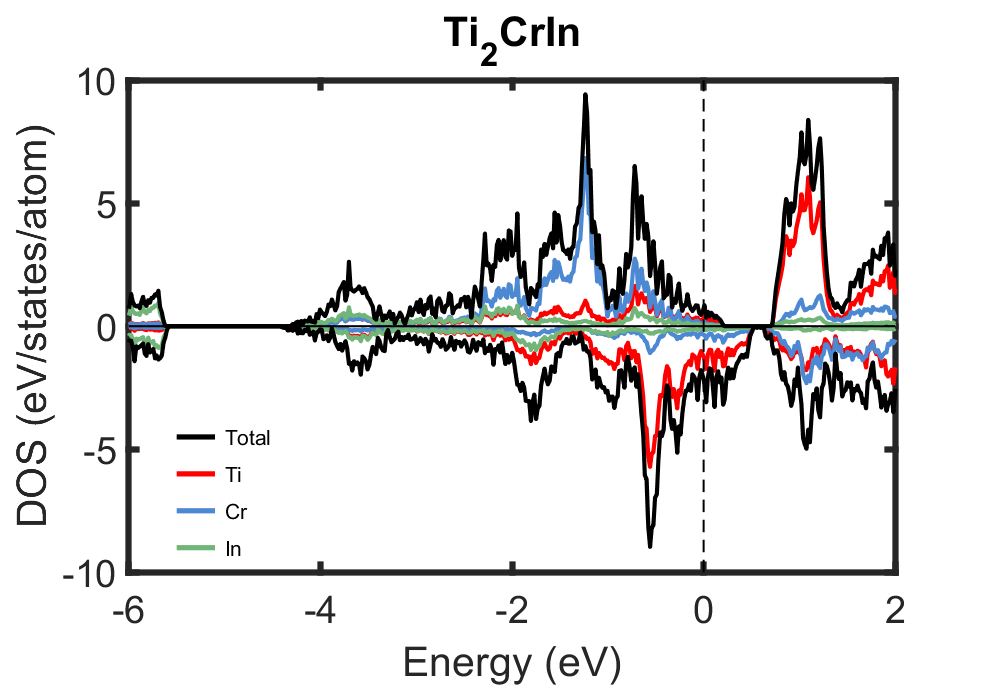 Ti2CrIn
DOS (eV/states/atom)
10
5
0
-5
-10
Total
Ti
Cr
In
-6
-4
-2
0
2
Energy (eV)